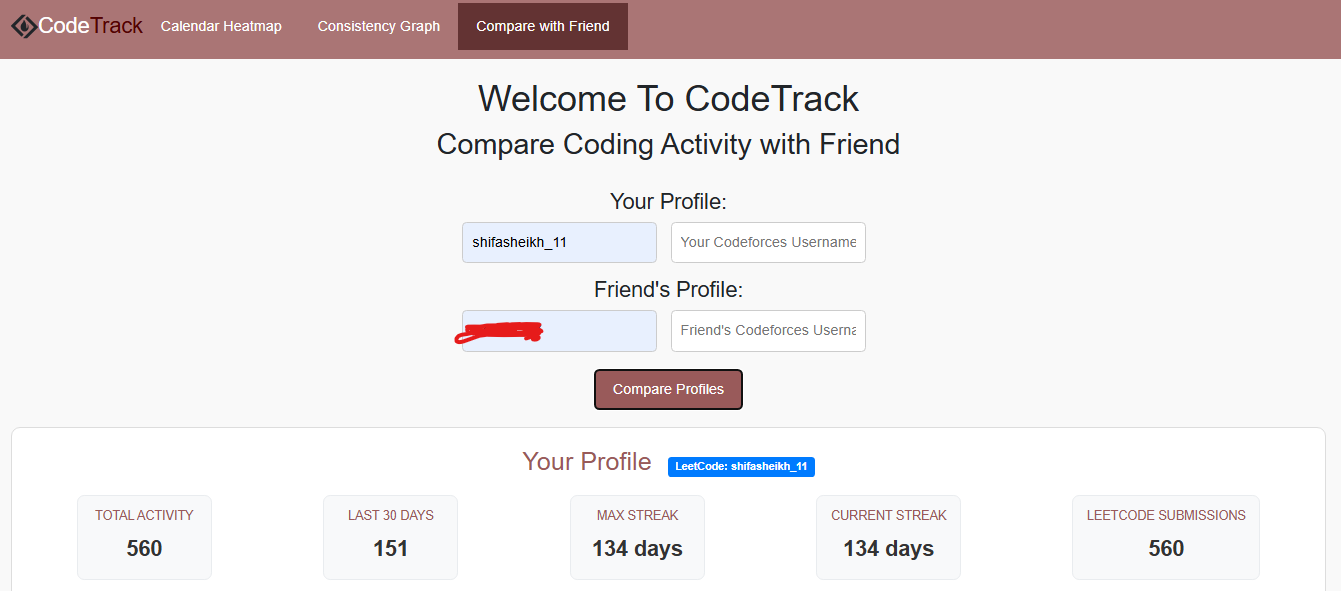 CodeTrack Calendar Heatmap Consistency Graph Compare with Friend
Welcome To CodeTrack
Compare Coding Activity with Friend
Your Profile:
shifasheikh_11 Your Codeforces Username
Friend's Profile:
Friend's Codeforces Userna
Compare Profiles
Your Profile LeetCode: shifasheikh_11
TOTAL ACTIVITY LAST 30 DAYS MAX STREAK CURRENT STREAK LEETCODE SUBMISSIONS
560 151 134 days 134 days 560